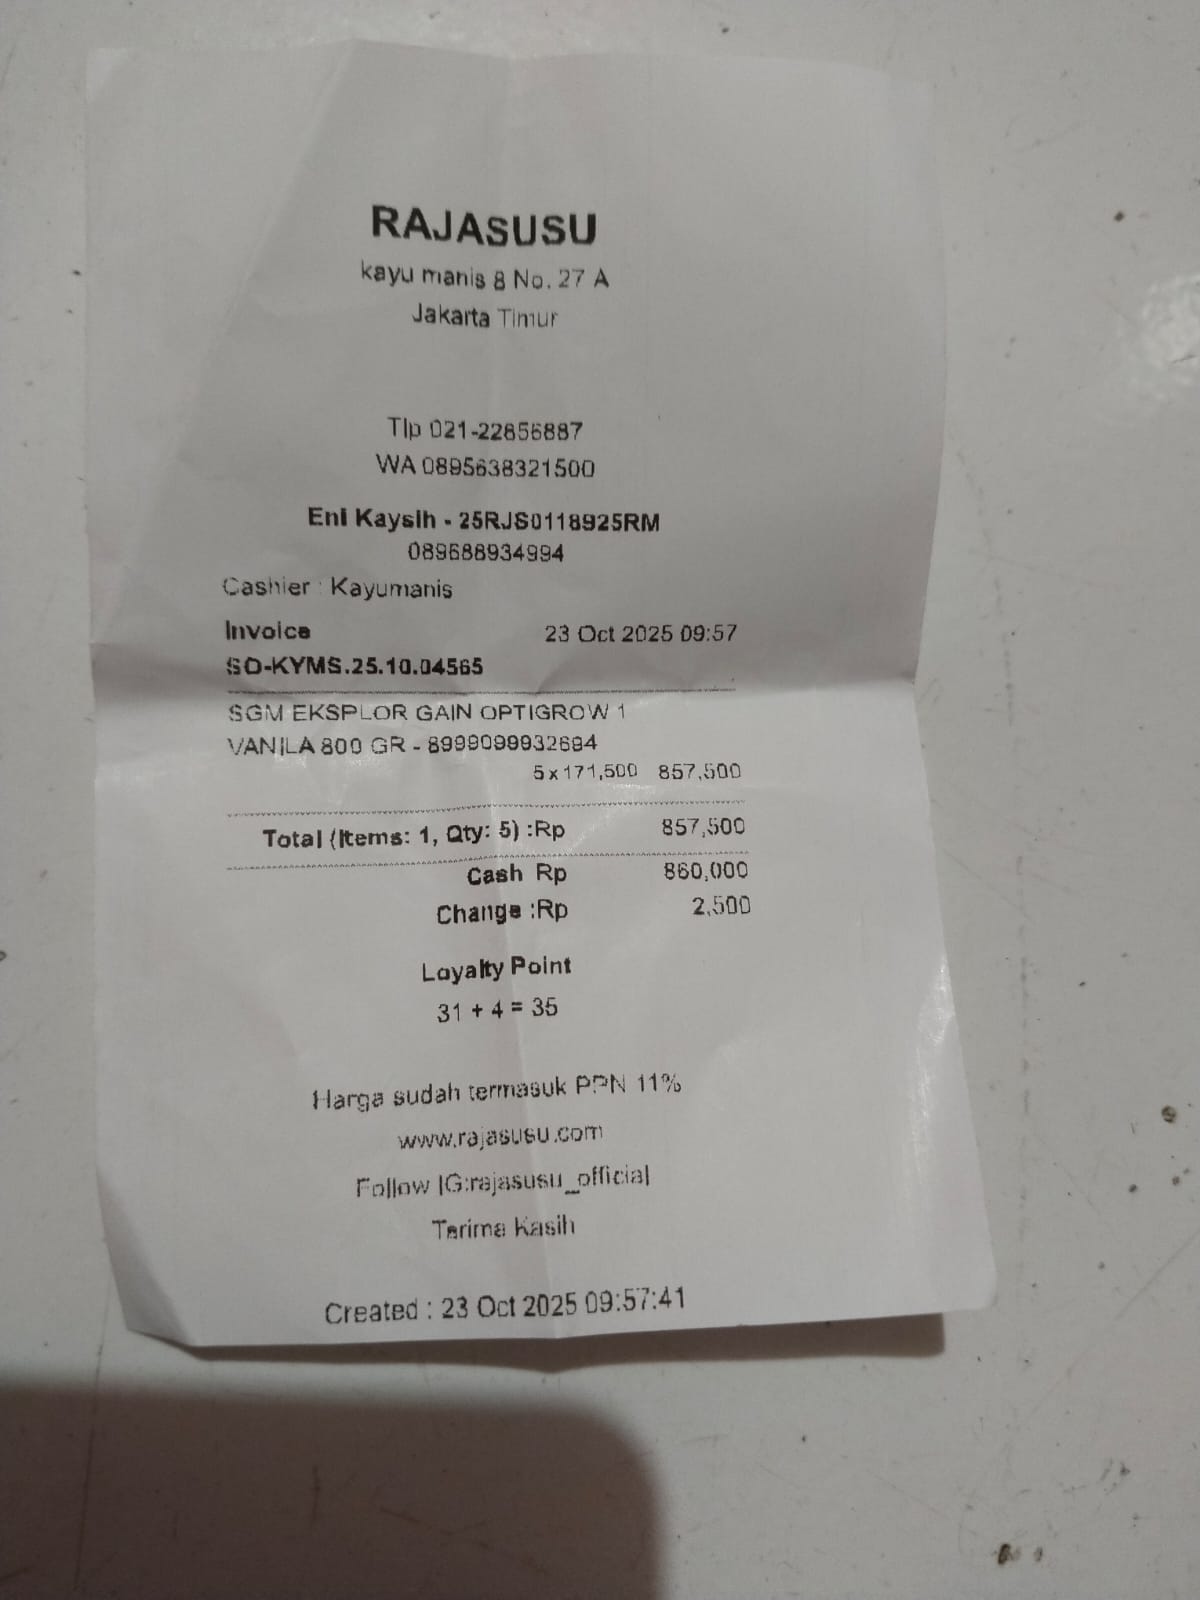 RAJASUSU
kayu manis 8 No. 27 A
Jakarta Timur
Tlp 021-22856887
WA 0895638321500
Eni Kaysih - 25RJS0118925RM
089688934994
Cashier : Kayumanis
Invoice 23 Oct 2025 09:57
SO-KYMS.25.10.04565
SGM EKSPLOR GAIN OPTIGROW 1
VANILA 800 GR - 8999099932694
5 x 171,500 857,500
Total (Items: 1, Qty: 5) :Rp 857,500
Cash Rp 860,000
Change :Rp 2,500
Loyalty Point
31 + 4 = 35
Harga sudah termasuk PPN 11%
www.rajasusu.com
Follow IG:rajasusu_official
Terima Kasih
Created : 23 Oct 2025 09:57:41